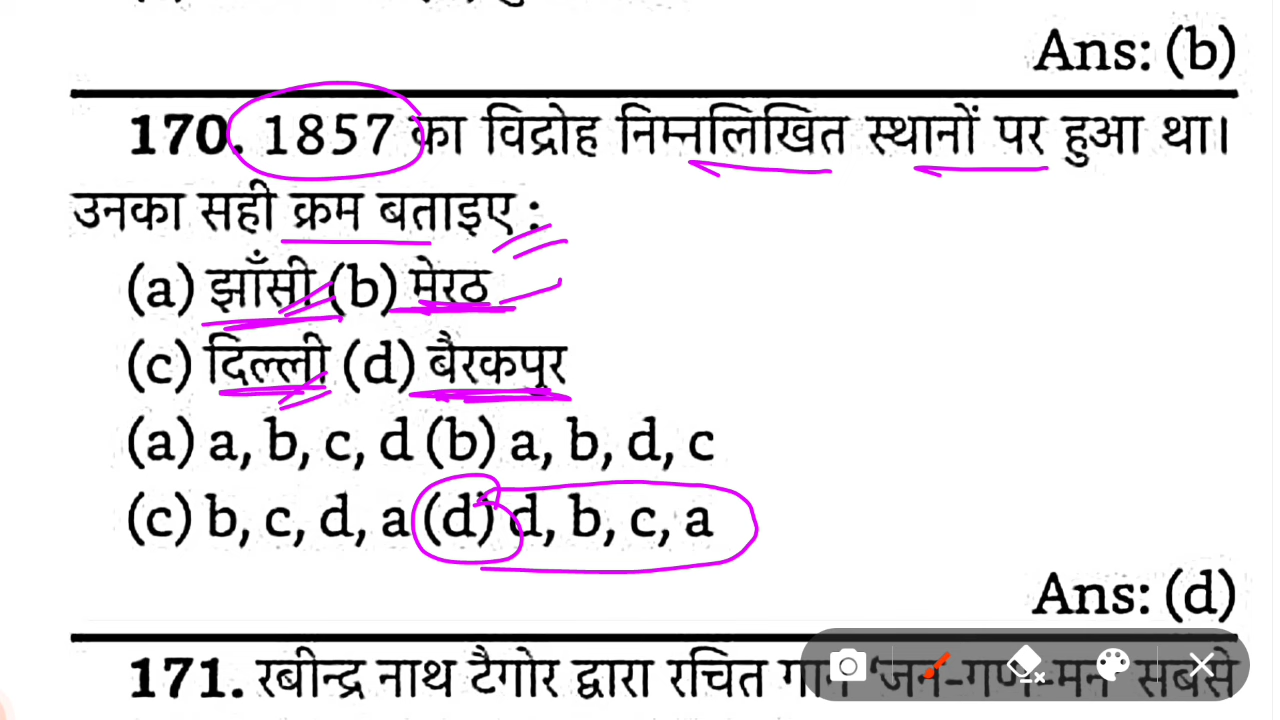 Ans: (b)
170. 1857 का विद्रोह निम्नलिखित स्थानों पर हुआ था।
उनका सही क्रम बताइए :
(a) झाँसी (b) मेरठ
(c) दिल्ली (d) बैरकपुर
(a) a, b, c, d (b) a, b, d, c
(c) b, c, d, a (d) d, b, c, a
Ans: (d)
171. रबीन्द्र नाथ टैगोर द्वारा रचित गान 'जन-गण-मन' सबसे